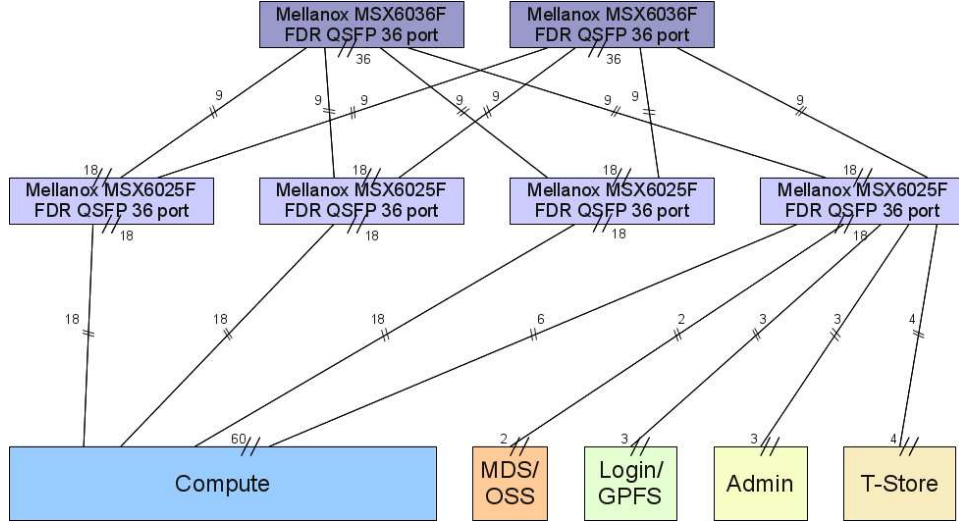 Mellanox MSX6036F
FDR QSFP 36 port
36
Mellanox MSX6036F
FDR QSFP 36 port
36
9
9
9
9
9
9
9
9
18
18
18
18
Mellanox MSX6025F
FDR QSFP 36 port
18
Mellanox MSX6025F
FDR QSFP 36 port
18
Mellanox MSX6025F
FDR QSFP 36 port
18
Mellanox MSX6025F
FDR QSFP 36 port
18
18
18
18
6
2
3
3
4
60
2
3
3
4
Compute
MDS/
OSS
Login/
GPFS
Admin
T-Store